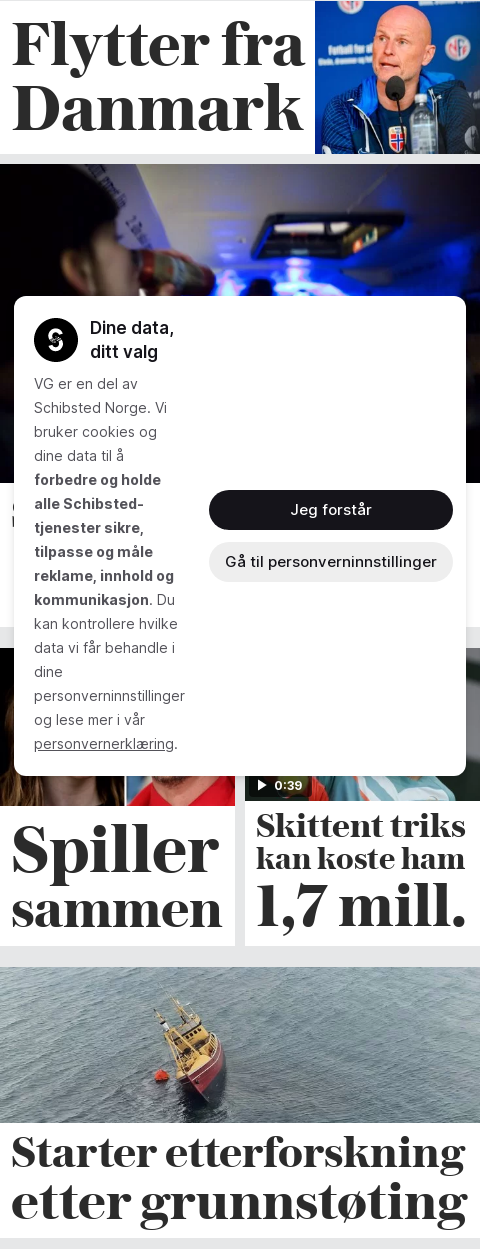 Flytter fra
Danmark
NFF
Dine data,
ditt valg
VG er en del av
Schibsted Norge. Vi
bruker cookies og
dine data til å
forbedre og holde
alle Schibsted-
tjenester sikre,
tilpasse og måle
reklame, innhold og
kommunikasjon. Du
kan kontrollere hvilke
data vi får behandle i
dine
personverninnstillinger
og lese mer i vår
personvernerklæring.
Jeg forstår
Gå til personverninnstillinger
0:39
Spiller
sammen
Skittent triks
kan koste ham
1,7 mill.
Starter etterforskning
etter grunnstøting